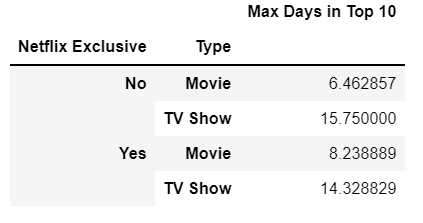 Max Days in Top 10
Netflix Exclusive Type
No Movie 6.462857
TV Show 15.750000
Yes Movie 8.238889
TV Show 14.328829